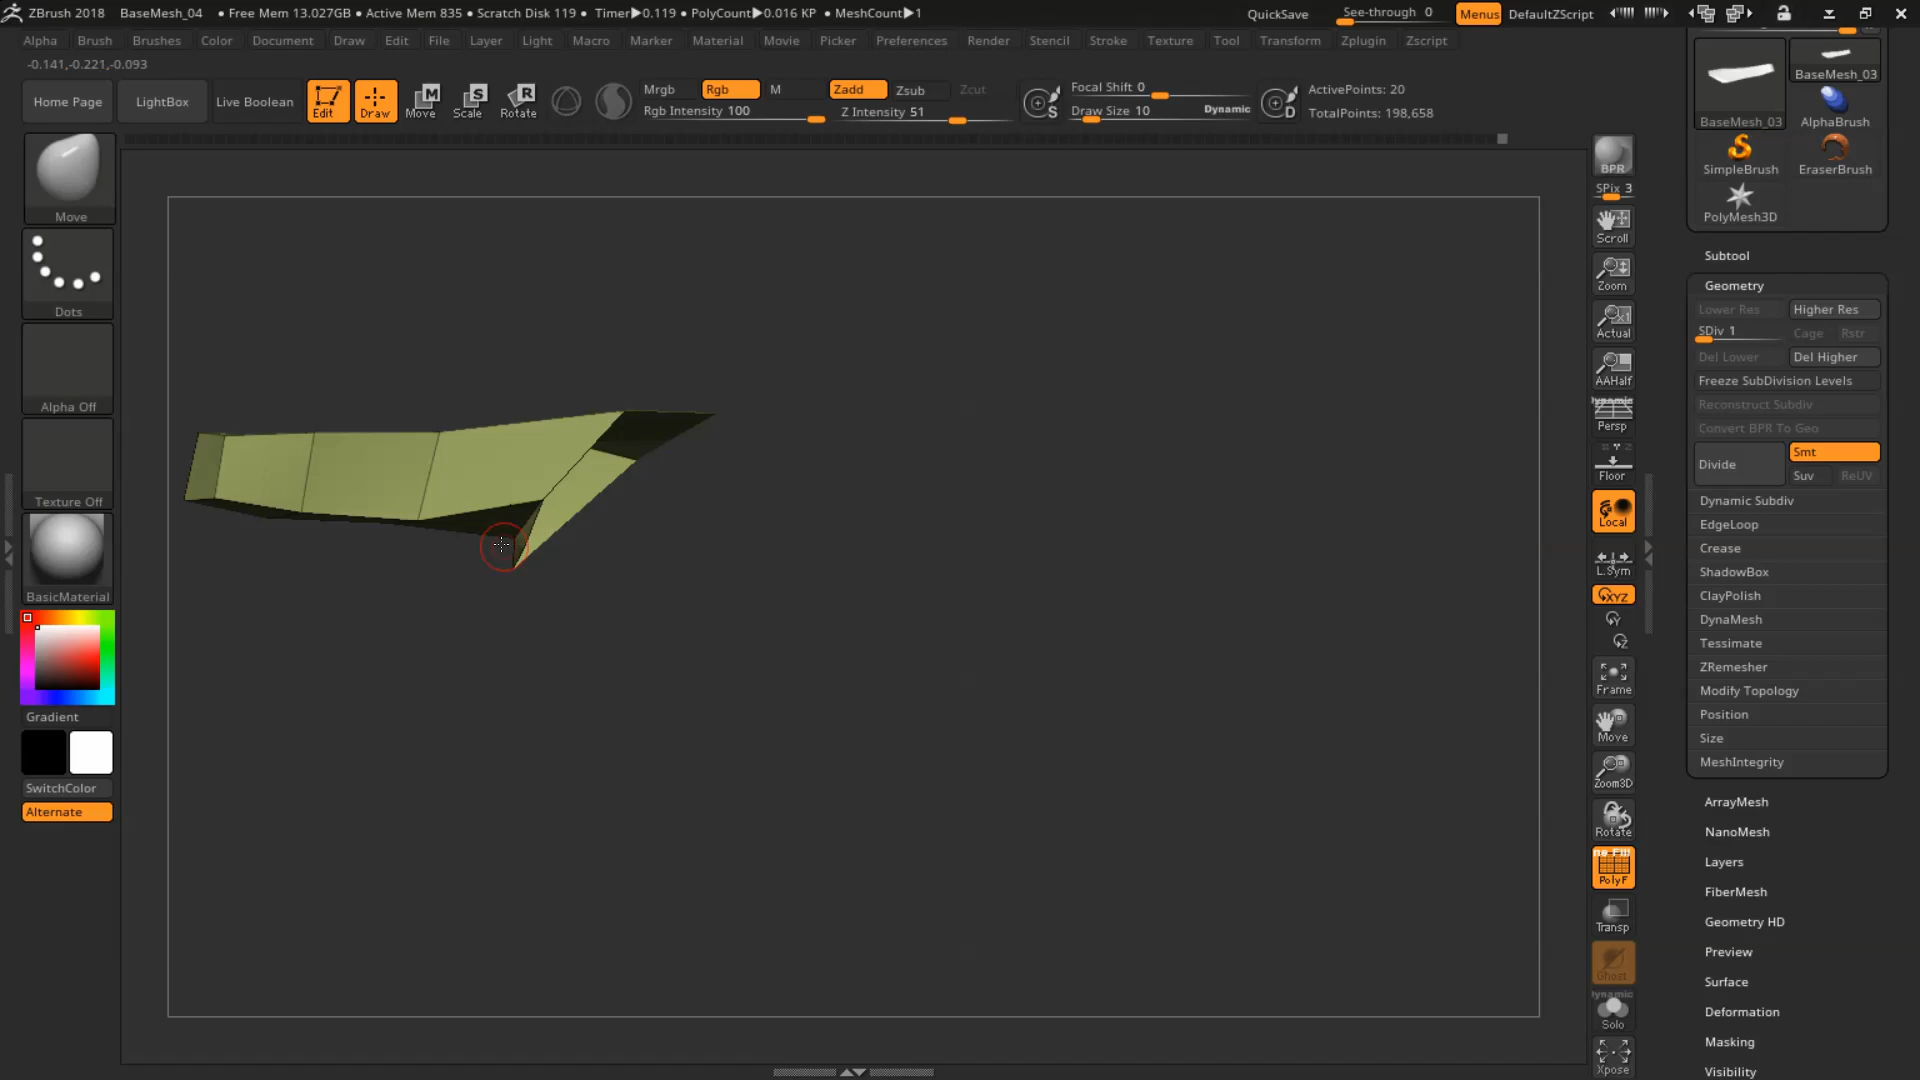 ZBrush 2018 BaseMesh_04 • Free Mem 13.027GB • Active Mem 835 • Scratch Disk 119 • Timer▶0.119 • PolyCount▶0.016 KP • MeshCount▶1 QuickSave See-through 0 Menus DefaultZScript
Alpha Brush Brushes Color Document Draw Edit File Layer Light Macro Marker Material Movie Picker Preferences Render Stencil Stroke Texture Tool Transform Zplugin Zscript
-0.141,-0.221,-0.093
Home Page LightBox Live Boolean Edit Draw Move Scale Rotate
Mrgb Rgb M Zadd Zsub Zcut
Rgb Intensity 100 Z Intensity 51
Focal Shift 0
Draw Size 10 Dynamic
ActivePoints: 20
TotalPoints: 198,658
Move
Dots
Alpha Off
Texture Off
BasicMaterial
Gradient
SwitchColor
Alternate
BPR
SPix 3
Scroll
Zoom
Actual
AAHalf
Dynamic
Persp
Floor
Local
L.Sym
XYZ
Y
Z
Frame
Move
Zoom3D
Rotate
PolyF
Transp
Ghost
Dynamic
Solo
Xpose
BaseMesh_03
BaseMesh_03
AlphaBrush
SimpleBrush
EraserBrush
PolyMesh3D
Subtool
Geometry
Lower Res Higher Res
SDiv 1 Cage Rstr
Del Lower Del Higher
Freeze SubDivision Levels
Reconstruct Subdiv
Convert BPR To Geo
Divide Smt
Suv ReUV
Dynamic Subdiv
EdgeLoop
Crease
ShadowBox
ClayPolish
DynaMesh
Tessimate
ZRemesher
Modify Topology
Position
Size
MeshIntegrity
ArrayMesh
NanoMesh
Layers
FiberMesh
Geometry HD
Preview
Surface
Deformation
Masking
Visibility